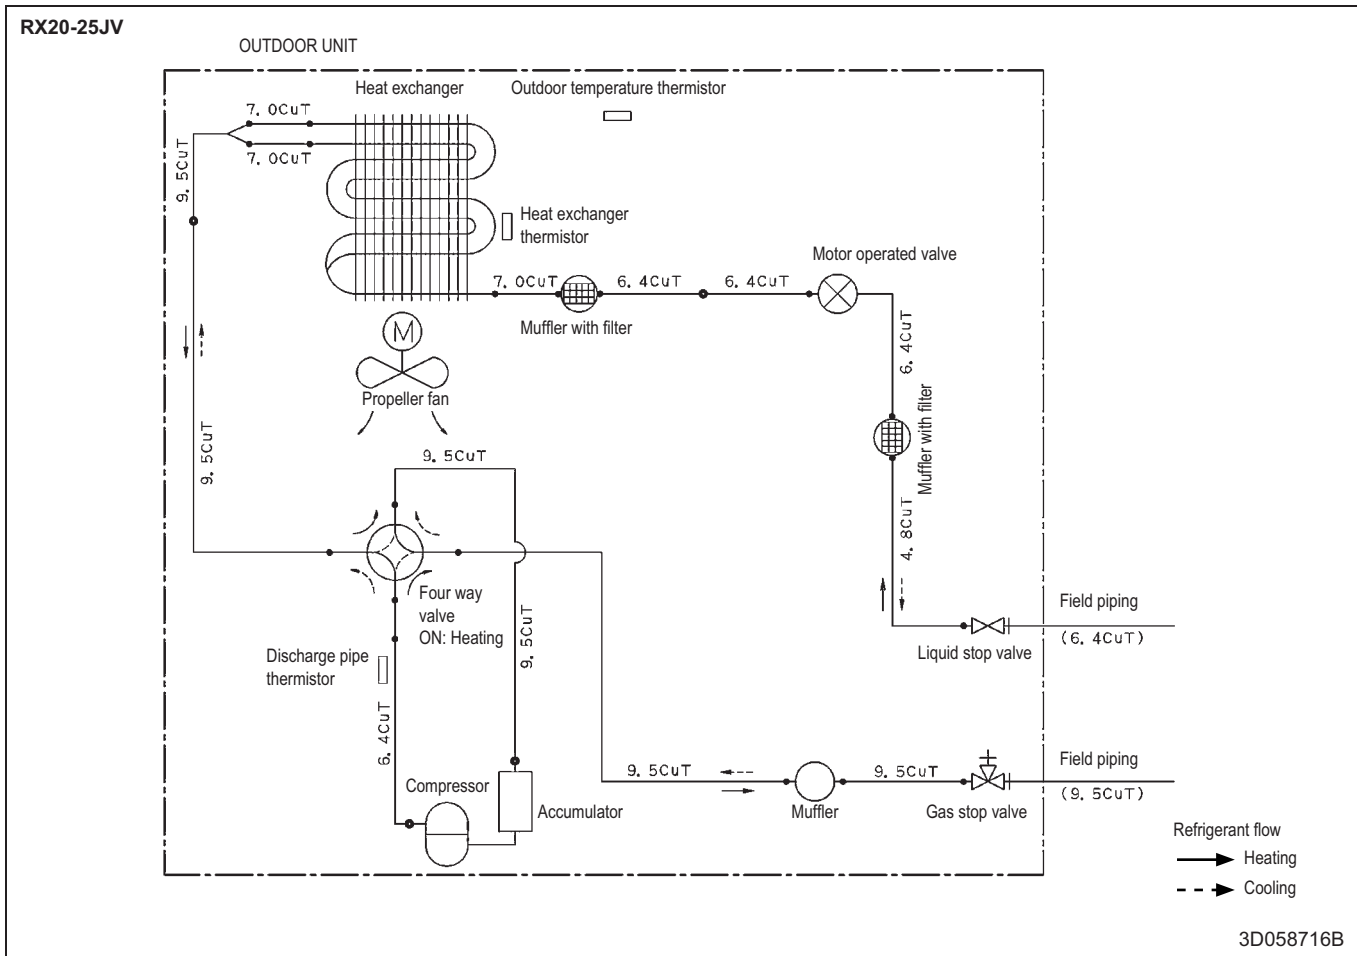 RX20-25JV
OUTDOOR UNIT
Heat exchanger
Outdoor temperature thermistor
7. 0CuT
7. 0CuT
9. 5CuT
Heat exchanger
thermistor
Motor operated valve
7. 0CuT
6. 4CuT
6. 4CuT
Muffler with filter
M
6. 4CuT
Propeller fan
Muffler with filter
9. 5CuT
9. 5CuT
4. 8CuT
Four way
valve
ON: Heating
Field piping
(6. 4CuT)
Liquid stop valve
9. 5CuT
Discharge pipe
thermistor
6. 4CuT
Compressor
Accumulator
9. 5CuT
Muffler
9. 5CuT
Gas stop valve
Field piping
(9. 5CuT)
Refrigerant flow
Heating
Cooling
3D058716B